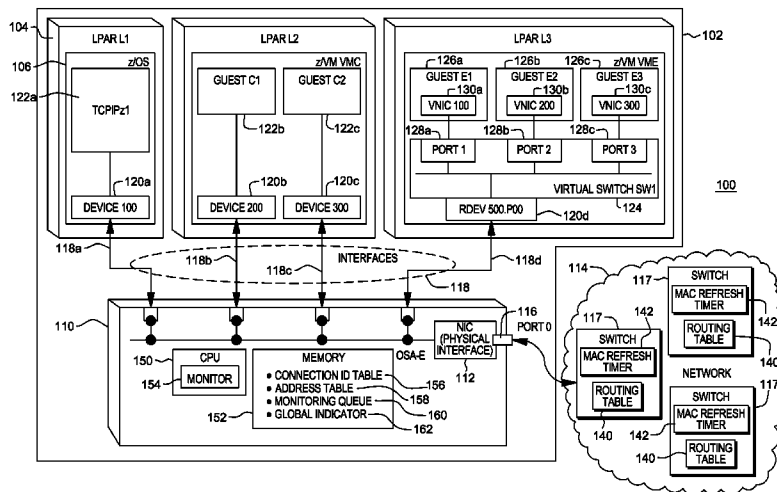 104
LPAR L1
106
z/OS
122a
TCPIPz1
120a
DEVICE 100
118a
LPAR L2
z/VM VMC
GUEST C1
GUEST C2
122b
122c
120b
120c
DEVICE 200
DEVICE 300
118b
118c
LPAR L3
102
126a
126b
126c
z/VM VME
GUEST E1
GUEST E2
GUEST E3
130a
130b
130c
VNIC 100
VNIC 200
VNIC 300
128a
128b
128c
PORT 1
PORT 2
PORT 3
VIRTUAL SWITCH SW1
124
RDEV 500.P00
120d
100
INTERFACES
118
118d
110
OSA-E
NIC
(PHYSICAL
INTERFACE)
112
116
PORT 0
150
CPU
154
MONITOR
152
MEMORY
• CONNECTION ID TABLE
• ADDRESS TABLE
• MONITORING QUEUE
• GLOBAL INDICATOR
156
158
160
162
114
117
SWITCH
MAC REFRESH
TIMER
142
ROUTING
TABLE
140
117
142
SWITCH
MAC REFRESH
TIMER
ROUTING
TABLE
140
NETWORK
117
SWITCH
MAC REFRESH
TIMER
142
ROUTING
TABLE
140